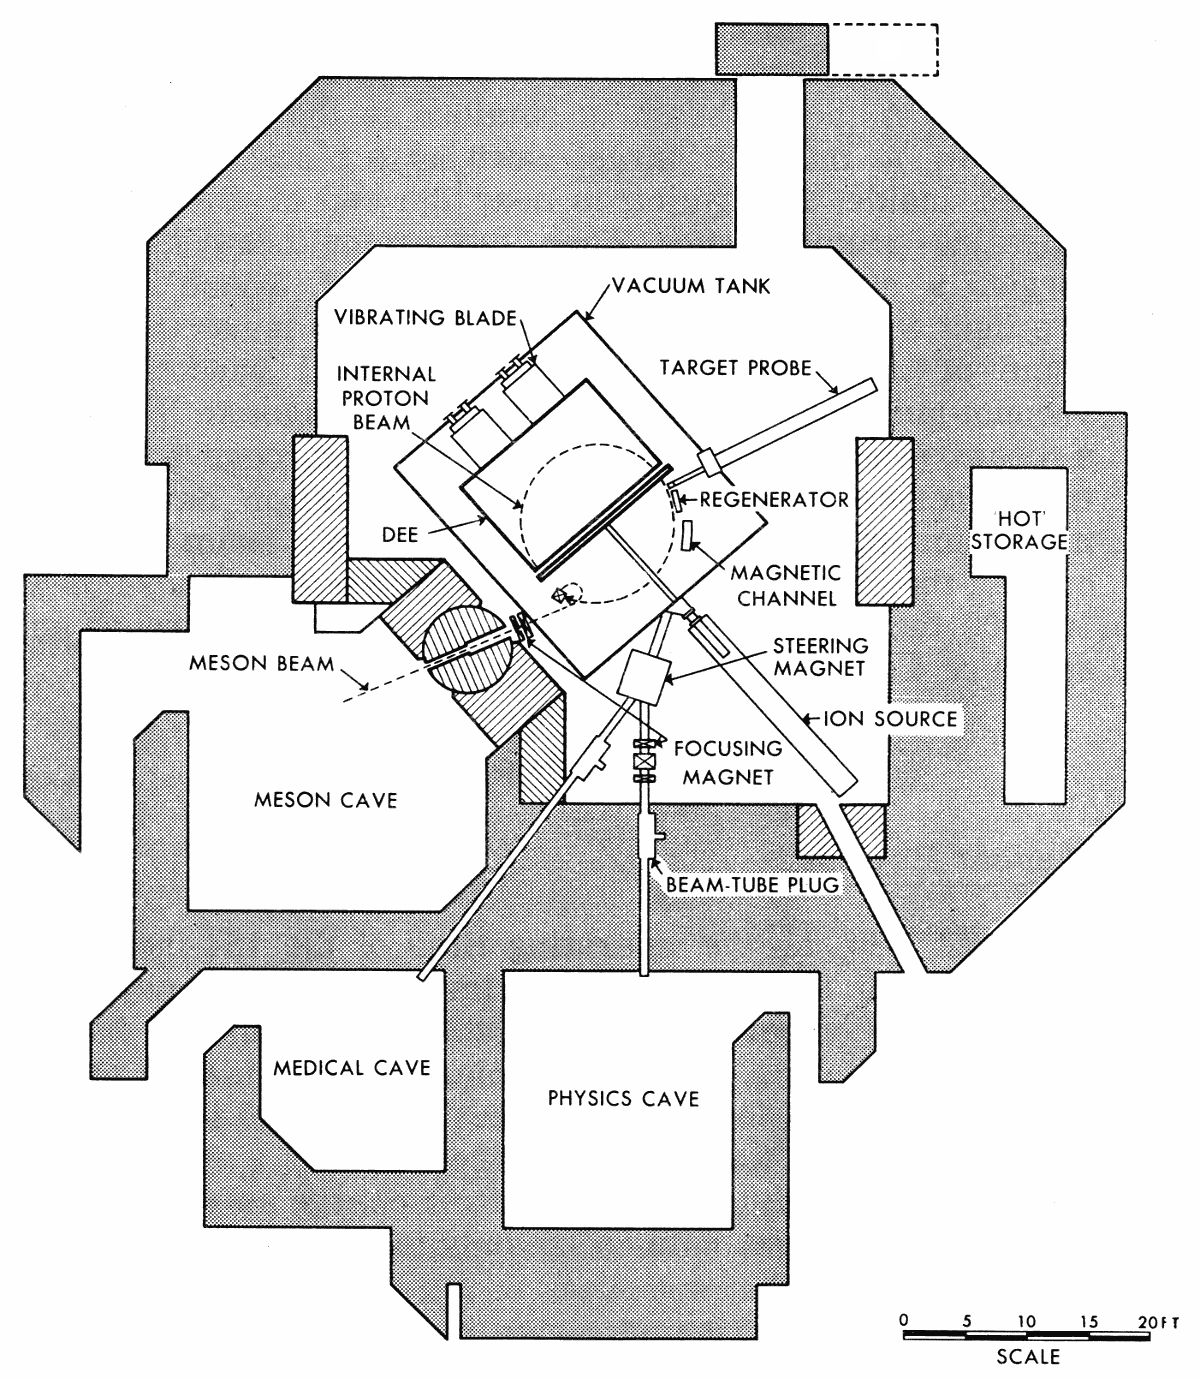 VACUUM TANK
VIBRATING BLADE
TARGET PROBE
INTERNAL
PROTON
BEAM
REGENERATOR
'HOT'
STORAGE
DEE
MAGNETIC
CHANNEL
STEERING
MAGNET
MESON BEAM
ION SOURCE
FOCUSING
MAGNET
MESON CAVE
BEAM-TUBE PLUG
MEDICAL CAVE
PHYSICS CAVE
0 5 10 15 20 FT
SCALE